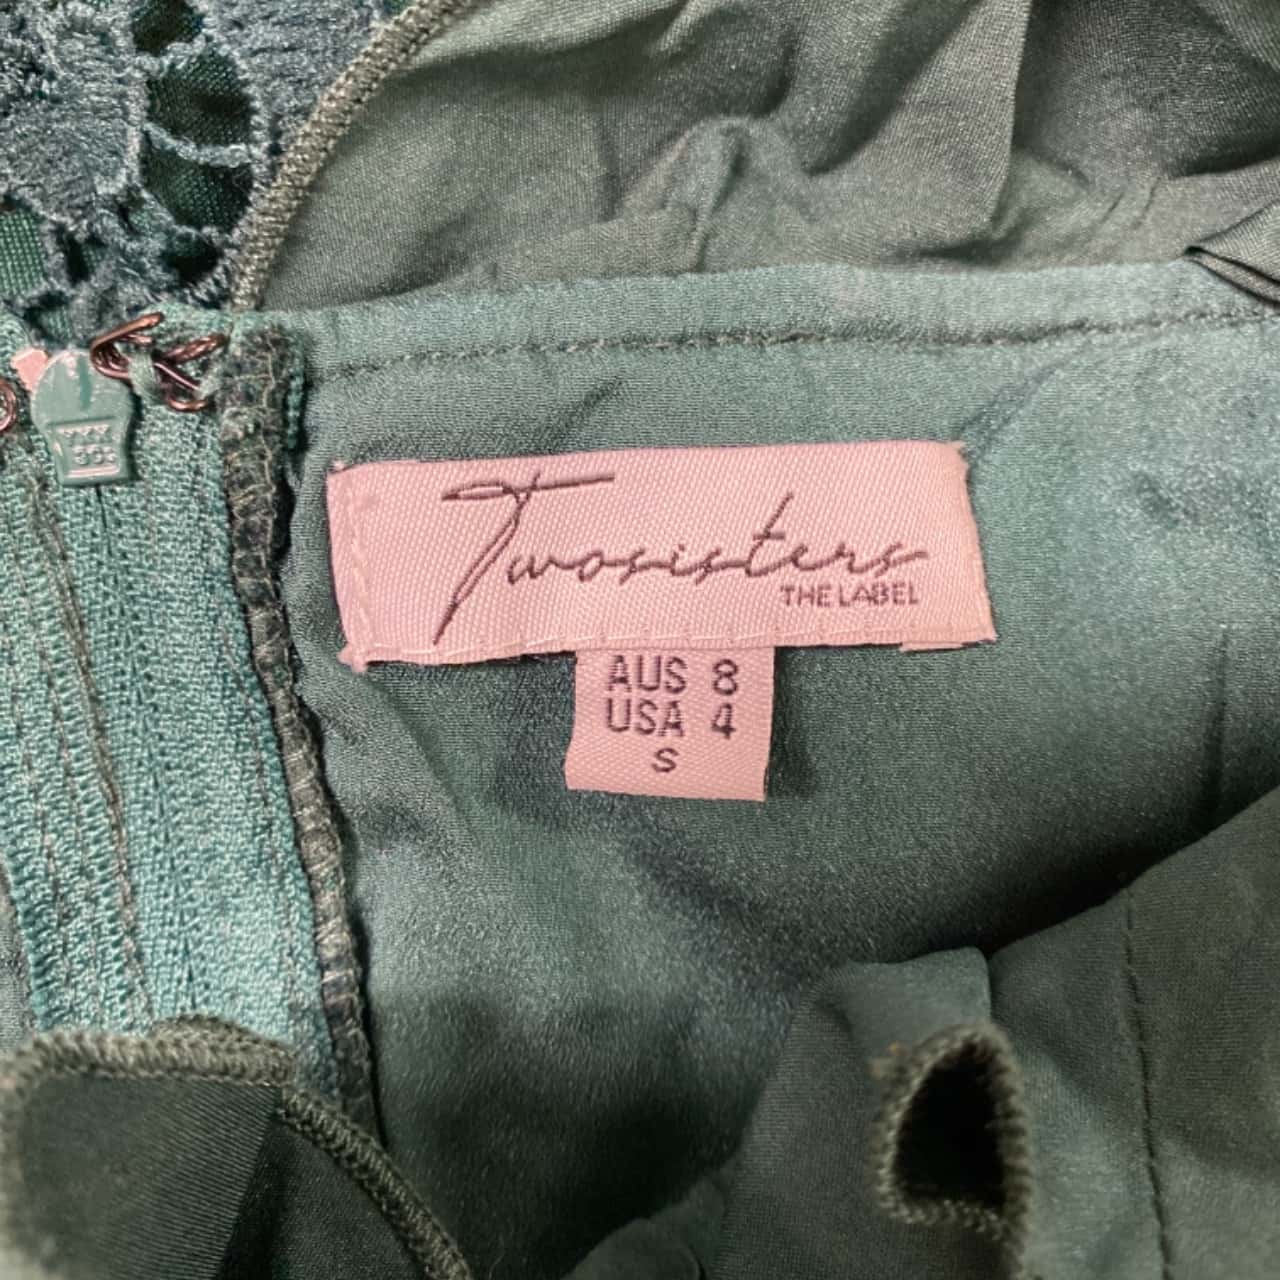 Twosisters
THE LABEL
AUS 8
USA 4
S